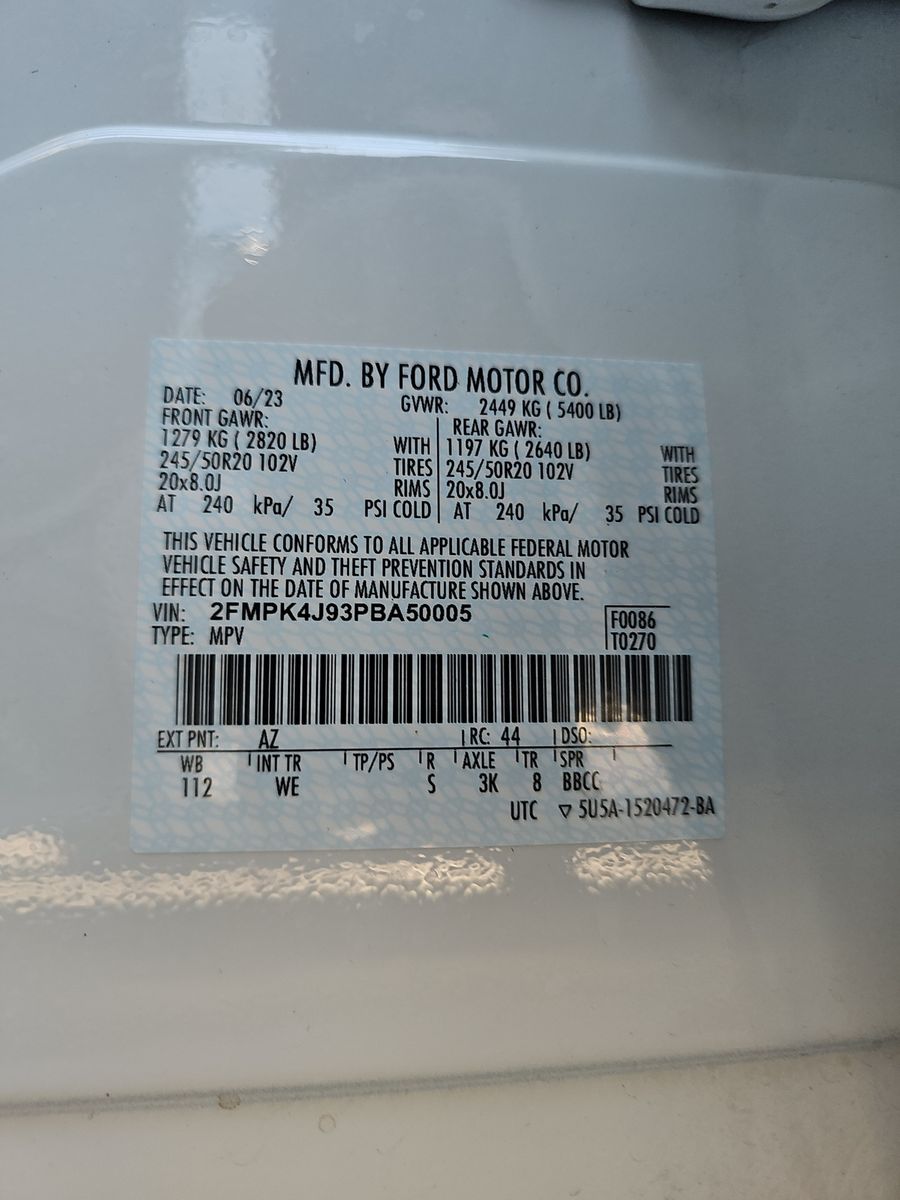 MFD. BY FORD MOTOR CO.
DATE: 06/23 GVWR: 2449 KG ( 5400 LB)
FRONT GAWR: REAR GAWR:
1279 KG ( 2820 LB) WITH 1197 KG ( 2640 LB) WITH
245/50R20 102V TIRES 245/50R20 102V TIRES
20x8.0J RIMS 20x8.0J RIMS
AT 240 kPa/ 35 PSI COLD AT 240 kPa/ 35 PSI COLD
THIS VEHICLE CONFORMS TO ALL APPLICABLE FEDERAL MOTOR
VEHICLE SAFETY AND THEFT PREVENTION STANDARDS IN
EFFECT ON THE DATE OF MANUFACTURE SHOWN ABOVE.
VIN: 2FMPK4J93PBA50005 F0086
TYPE: MPV T0270
EXT PNT: AZ RC: 44 DSO:
WB INT TR TP/PS R AXLE TR SPR
112 WE S 3K 8 BBCC
UTC ▽ 5U5A-1520472-BA